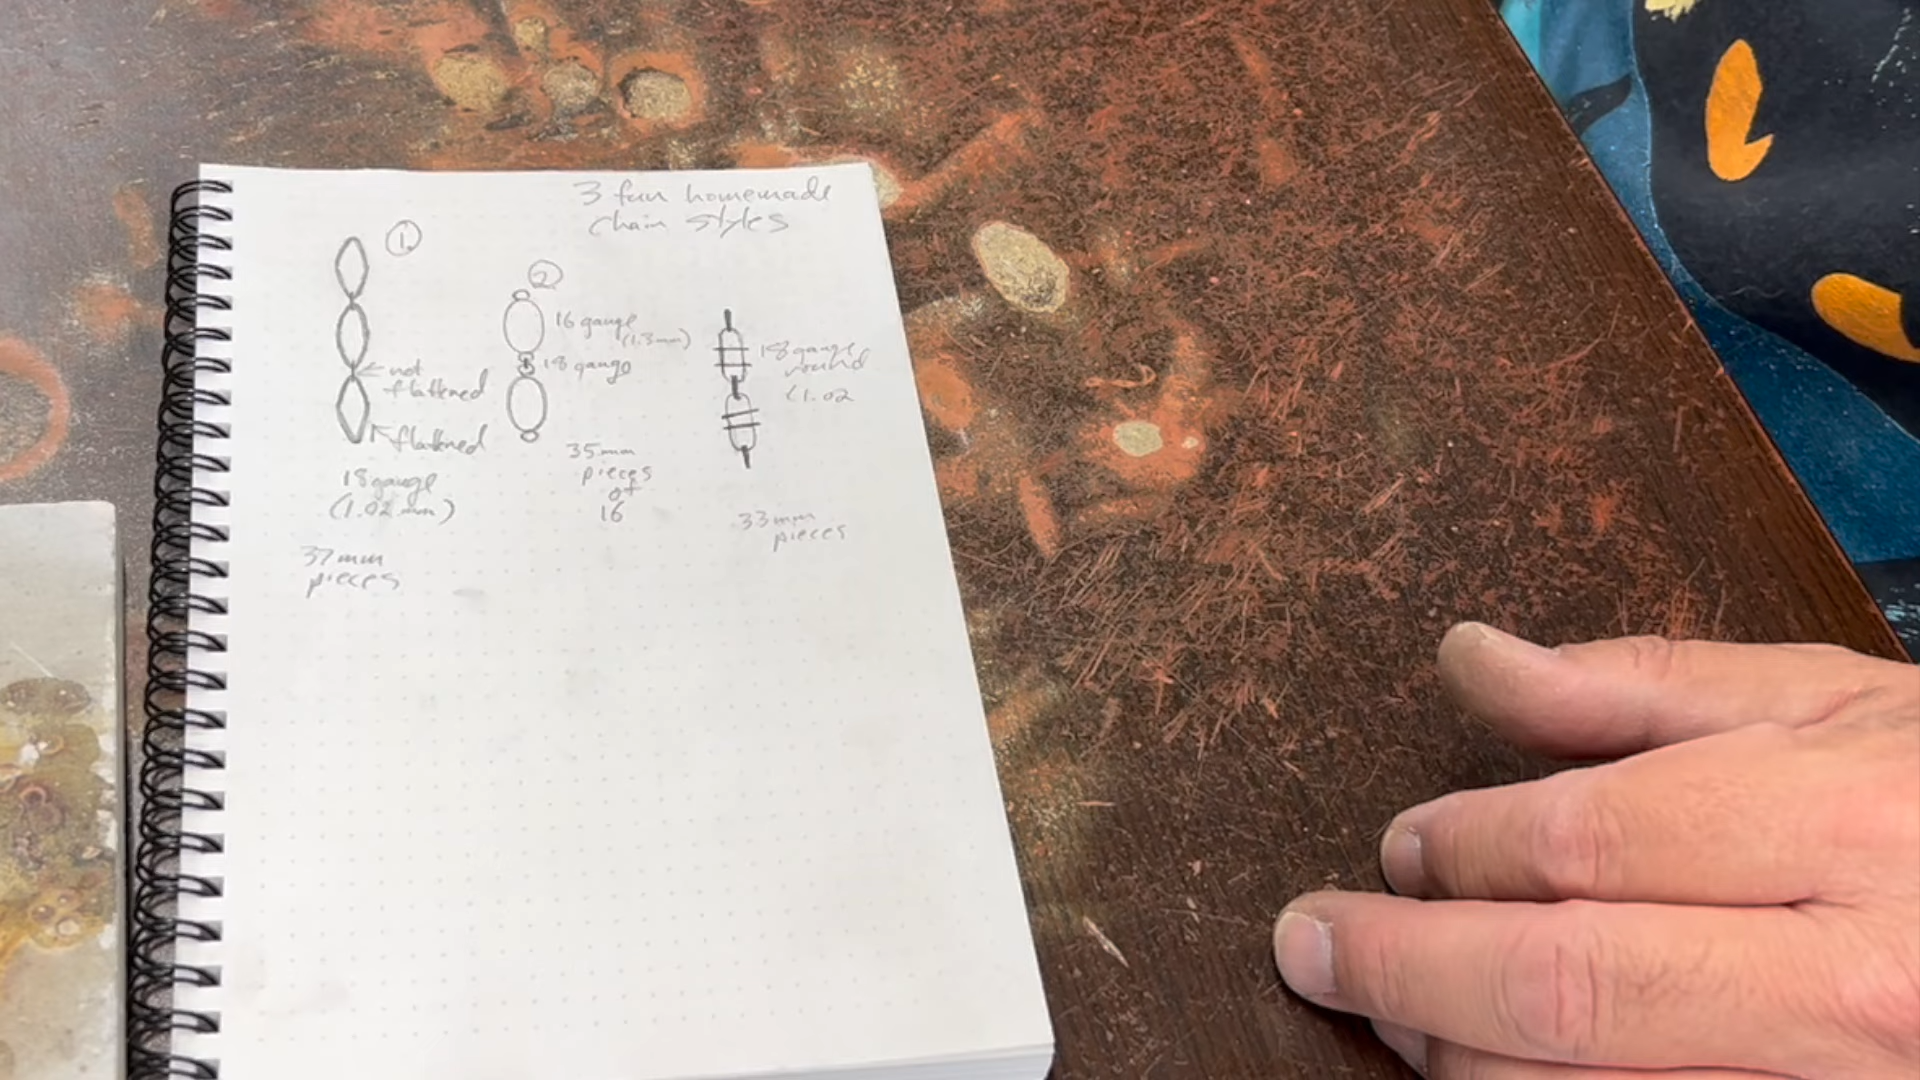 3 fun homemade
chain styles
1.
not
flattened
flattened
18 gauge
(1.02 mm)
37mm
pieces
2
16 gauge
(1.3mm)
18 gauge
35mm
pieces
of
16
18 gauge
round
(1.02
33mm
pieces